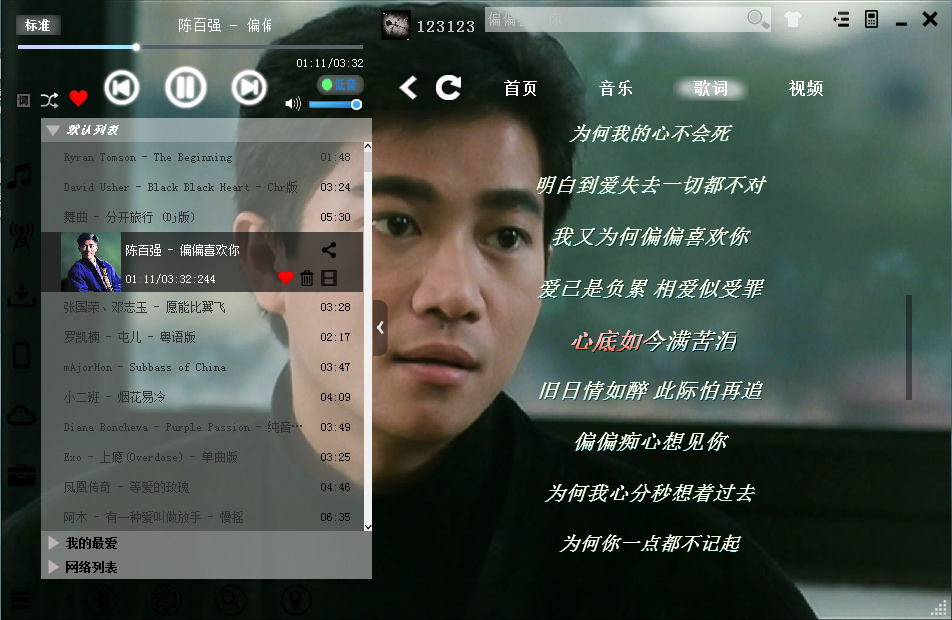 标准
陈百强 - 偏偏
123123
01:11/03:32
低音
词
首页
音乐
歌词
视频
默认列表
Ryran Tomson - The Beginning 01:48
David Usher - Black Black Heart - Chr版 03:24
舞曲 - 分开旅行 (Dj版) 05:30
陈百强 - 偏偏喜欢你
01:11/03:32:244
张国荣、邓志玉 - 愿能比翼飞 03:28
罗凯楠 - 屯儿 - 粤语版 02:17
mAjorHon - Subbass of China 03:47
小二班 - 烟花易冷 04:09
Diana Boncheva - Purple Passion - 纯音… 03:49
Exo - 上瘾(Overdose) - 单曲版 03:25
凤凰传奇 - 等爱的玫瑰 04:46
阿木 - 有一种爱叫做放手 - 慢摇 06:35
我的最爱
网络列表
为何我的心不会死
明白到爱失去一切都不对
我又为何偏偏喜欢你
爱已是负累 相爱似受罪
心底如今满苦泪
旧日情如醉 此际怕再追
偏偏痴心想见你
为何我心分秒想着过去
为何你一点都不记起